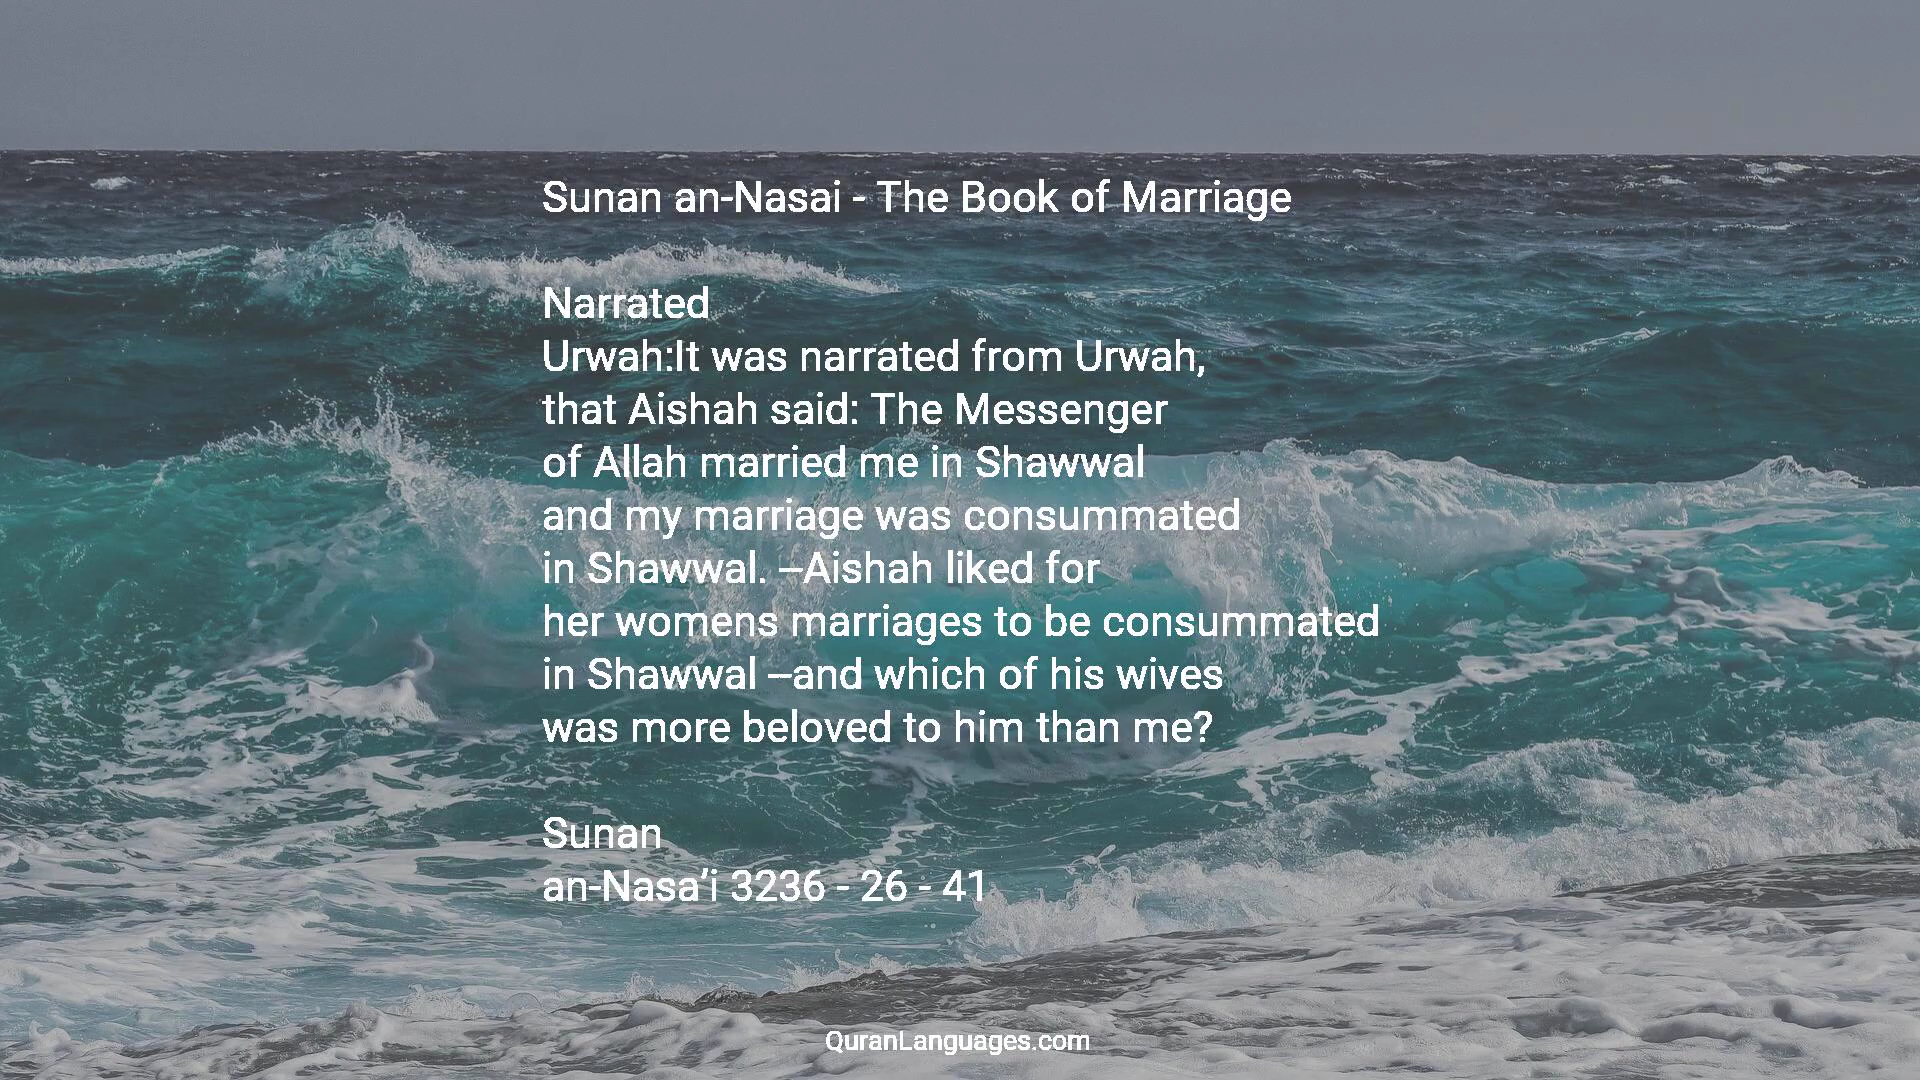 Sunan an-Nasai - The Book of Marriage
Narrated
Urwah:It was narrated from Urwah,
that Aishah said: The Messenger
of Allah married me in Shawwal
and my marriage was consummated
in Shawwal. –Aishah liked for
her womens marriages to be consummated
in Shawwal –and which of his wives
was more beloved to him than me?
Sunan
an-Nasa’i 3236 - 26 - 41
QuranLanguages.com